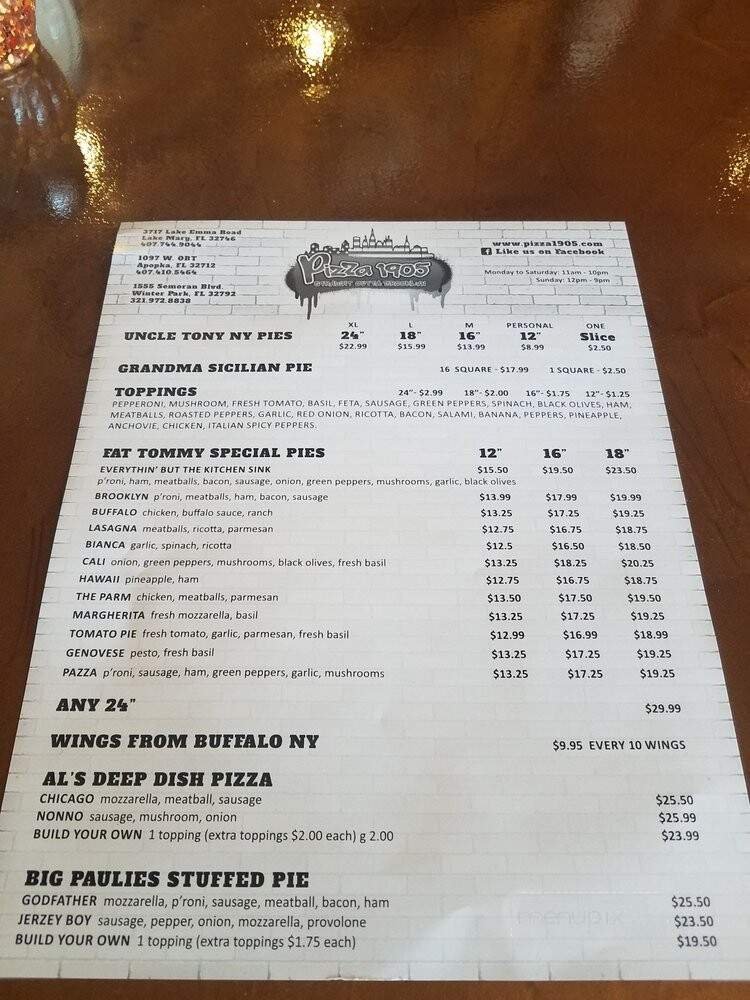 3717 Lake Emma Road
Lake Mary, FL 32746
407.744.9044
1097 W. OBT
Apopka, FL 32712
407.410.5464
1555 Semoran Blvd.
Winter Park, FL 32792
321.972.8838
Pizza 1905
STRAIGHT OUTTA BROOKLYN
www.pizza1905.com
f Like us on Facebook
Monday to Saturday: 11am - 10pm
Sunday: 12pm - 9pm
XL L M PERSONAL ONE
UNCLE TONY NY PIES 24" 18" 16" 12" Slice
$22.99 $15.99 $13.99 $8.99 $2.50
GRANDMA SICILIAN PIE 16 SQUARE - $17.99 1 SQUARE - $2.50
TOPPINGS 24"- $2.99 18"- $2.00 16"- $1.75 12"- $1.25
PEPPERONI, MUSHROOM, FRESH TOMATO, BASIL, FETA, SAUSAGE, GREEN PEPPERS, SPINACH, BLACK OLIVES, HAM,
MEATBALLS, ROASTED PEPPERS, GARLIC, RED ONION, RICOTTA, BACON, SALAMI, BANANA, PEPPERS, PINEAPPLE,
ANCHOVIE, CHICKEN, ITALIAN SPICY PEPPERS.
FAT TOMMY SPECIAL PIES 12" 16" 18"
EVERYTHIN' BUT THE KITCHEN SINK $15.50 $19.50 $23.50
p'roni, ham, meatballs, bacon, sausage, onion, green peppers, mushrooms, garlic, black olives
BROOKLYN p'roni, meatballs, ham, bacon, sausage $13.99 $17.99 $19.99
BUFFALO chicken, buffalo sauce, ranch $13.25 $17.25 $19.25
LASAGNA meatballs, ricotta, parmesan $12.75 $16.75 $18.75
BIANCA garlic, spinach, ricotta $12.5 $16.50 $18.50
CALI onion, green peppers, mushrooms, black olives, fresh basil $13.25 $18.25 $20.25
HAWAII pineapple, ham $12.75 $16.75 $18.75
THE PARM chicken, meatballs, parmesan $13.50 $17.50 $19.50
MARGHERITA fresh mozzarella, basil $13.25 $17.25 $19.25
TOMATO PIE fresh tomato, garlic, parmesan, fresh basil $12.99 $16.99 $18.99
GENOVESE pesto, fresh basil $13.25 $17.25 $19.25
PAZZA p'roni, sausage, ham, green peppers, garlic, mushrooms $13.25 $17.25 $19.25
ANY 24" $29.99
WINGS FROM BUFFALO NY $9.95 EVERY 10 WINGS
AL'S DEEP DISH PIZZA
CHICAGO mozzarella, meatball, sausage $25.50
NONNO sausage, mushroom, onion $25.99
BUILD YOUR OWN 1 topping (extra toppings $2.00 each) g 2.00 $23.99
BIG PAULIES STUFFED PIE
GODFATHER mozzarella, p'roni, sausage, meatball, bacon, ham $25.50
JERZEY BOY sausage, pepper, onion, mozzarella, provolone $23.50
BUILD YOUR OWN 1 topping (extra toppings $1.75 each) $19.50